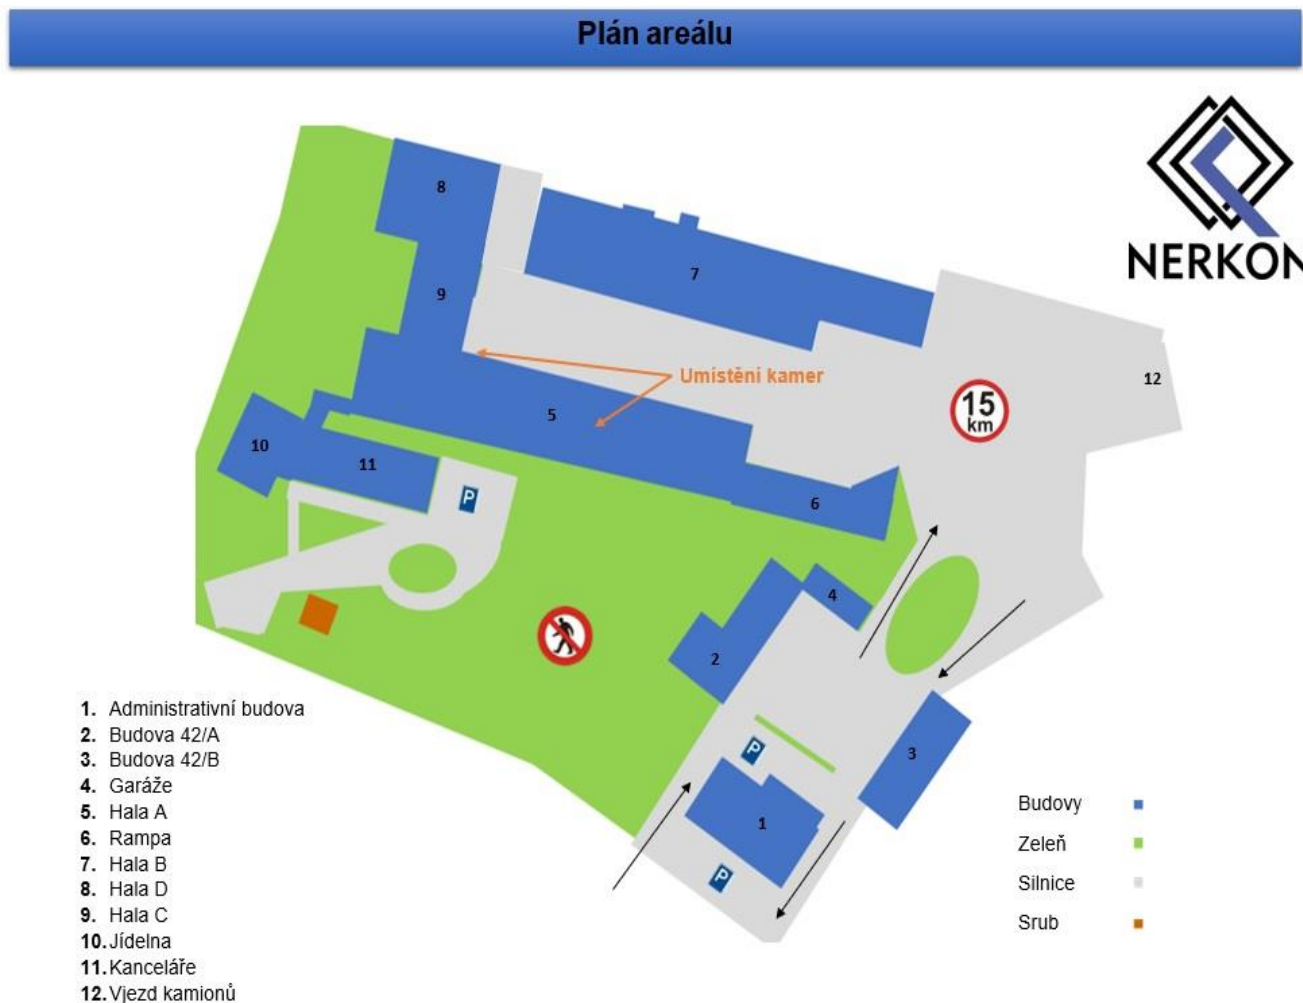 Plán areálu
NERKON
8
7
9
Umístění kamer
12
15
km
5
10
11
P
6
4
2
P
3
1
P
1. Administrativní budova
2. Budova 42/A
3. Budova 42/B
4. Garáže
5. Hala A
6. Rampa
7. Hala B
8. Hala D
9. Hala C
10. Jídelna
11. Kanceláře
12. Vjezd kamionů
Budovy
Zeleň
Silnice
Srub